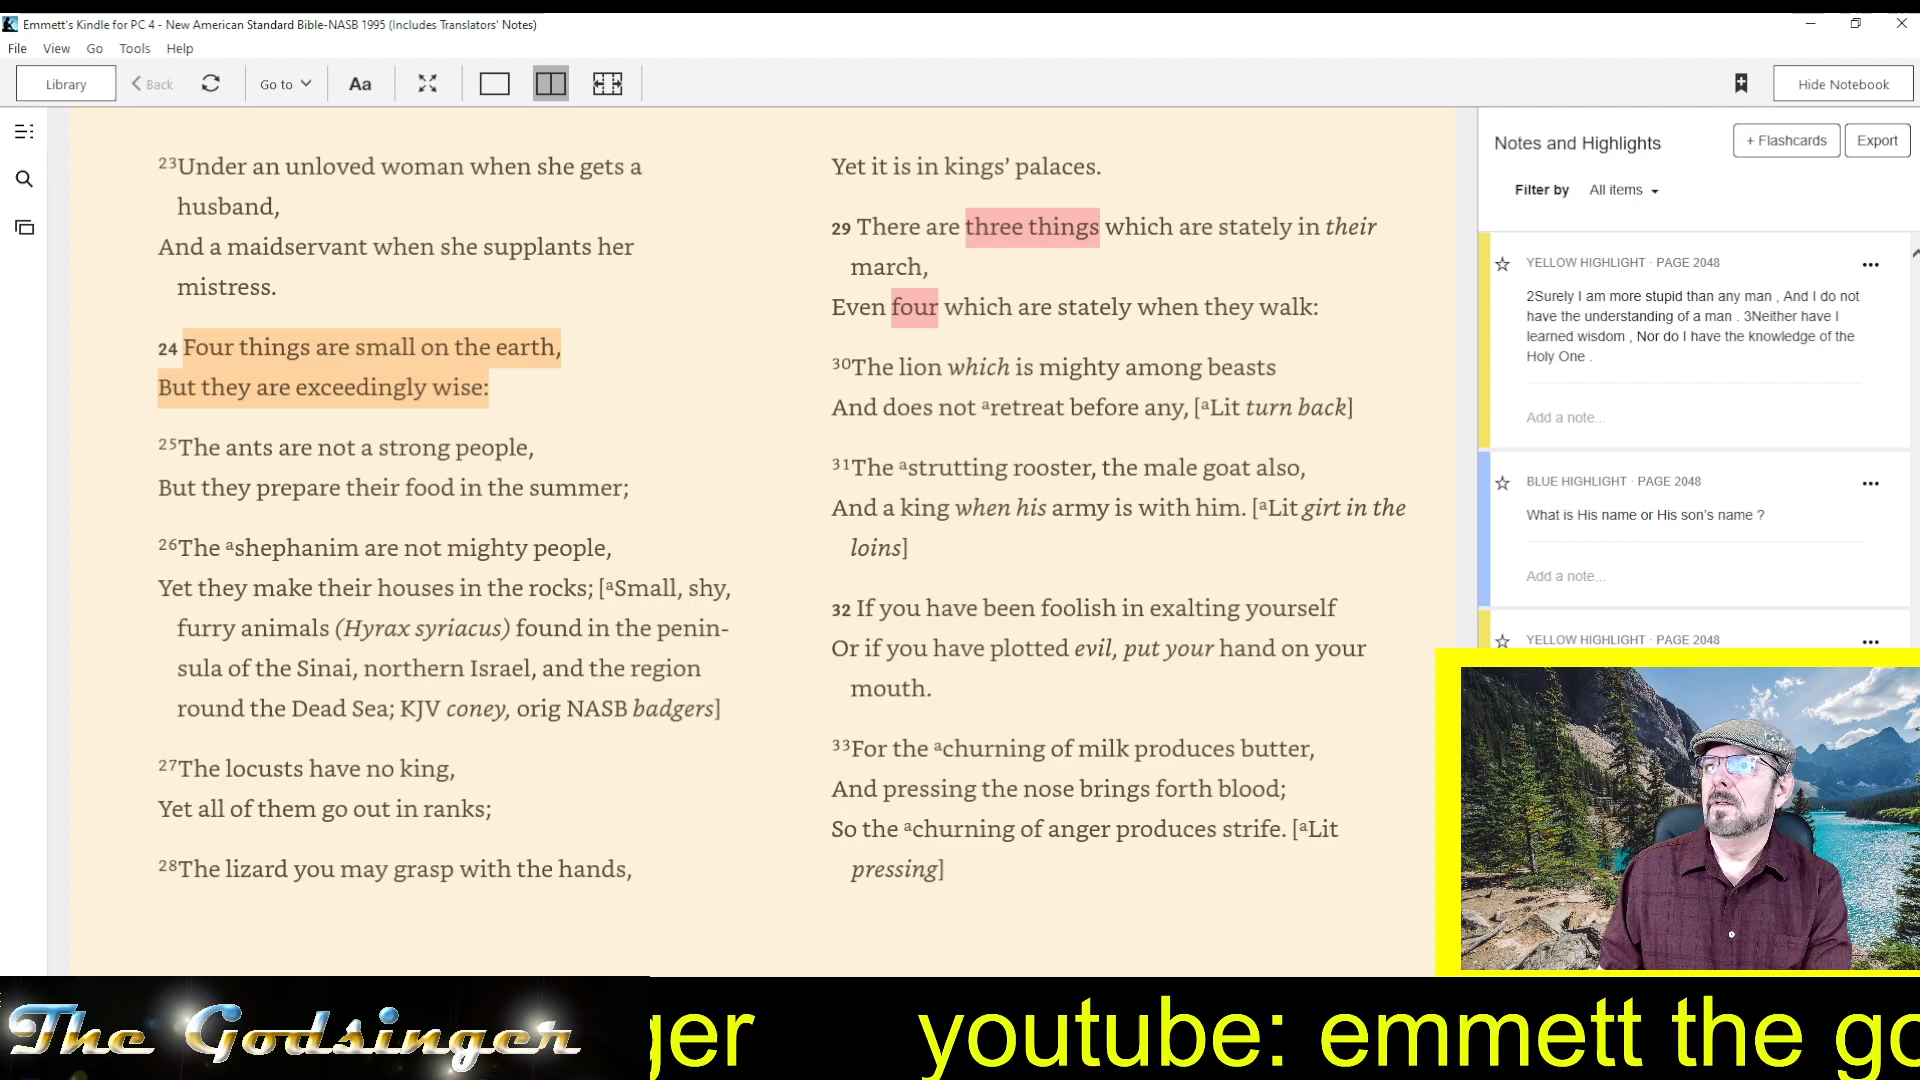 Emmett's Kindle for PC 4 - New American Standard Bible-NASB 1995 (Includes Translators' Notes)
File View Go Tools Help
Library Back Go to Aa Hide Notebook
23Under an unloved woman when she gets a
husband,
And a maidservant when she supplants her
mistress.
24 Four things are small on the earth,
But they are exceedingly wise:
25The ants are not a strong people,
But they prepare their food in the summer;
26The ashephanim are not mighty people,
Yet they make their houses in the rocks; [aSmall, shy,
furry animals (Hyrax syriacus) found in the penin-
sula of the Sinai, northern Israel, and the region
round the Dead Sea; KJV coney, orig NASB badgers]
27The locusts have no king,
Yet all of them go out in ranks;
28The lizard you may grasp with the hands,
Yet it is in kings’ palaces.
29 There are three things which are stately in their
march,
Even four which are stately when they walk:
30The lion which is mighty among beasts
And does not aretreat before any, [aLit turn back]
31The astrutting rooster, the male goat also,
And a king when his army is with him. [aLit girt in the
loins]
32 If you have been foolish in exalting yourself
Or if you have plotted evil, put your hand on your
mouth.
33For the achurning of milk produces butter,
And pressing the nose brings forth blood;
So the achurning of anger produces strife. [aLit
pressing]
Notes and Highlights + Flashcards Export
Filter by All items
YELLOW HIGHLIGHT · PAGE 2048
2Surely I am more stupid than any man , And I do not
have the understanding of a man . 3Neither have I
learned wisdom , Nor do I have the knowledge of the
Holy One .
Add a note...
BLUE HIGHLIGHT · PAGE 2048
What is His name or His son's name ?
Add a note...
YELLOW HIGHLIGHT · PAGE 2048
The Godsinger
ger youtube: emmett the go